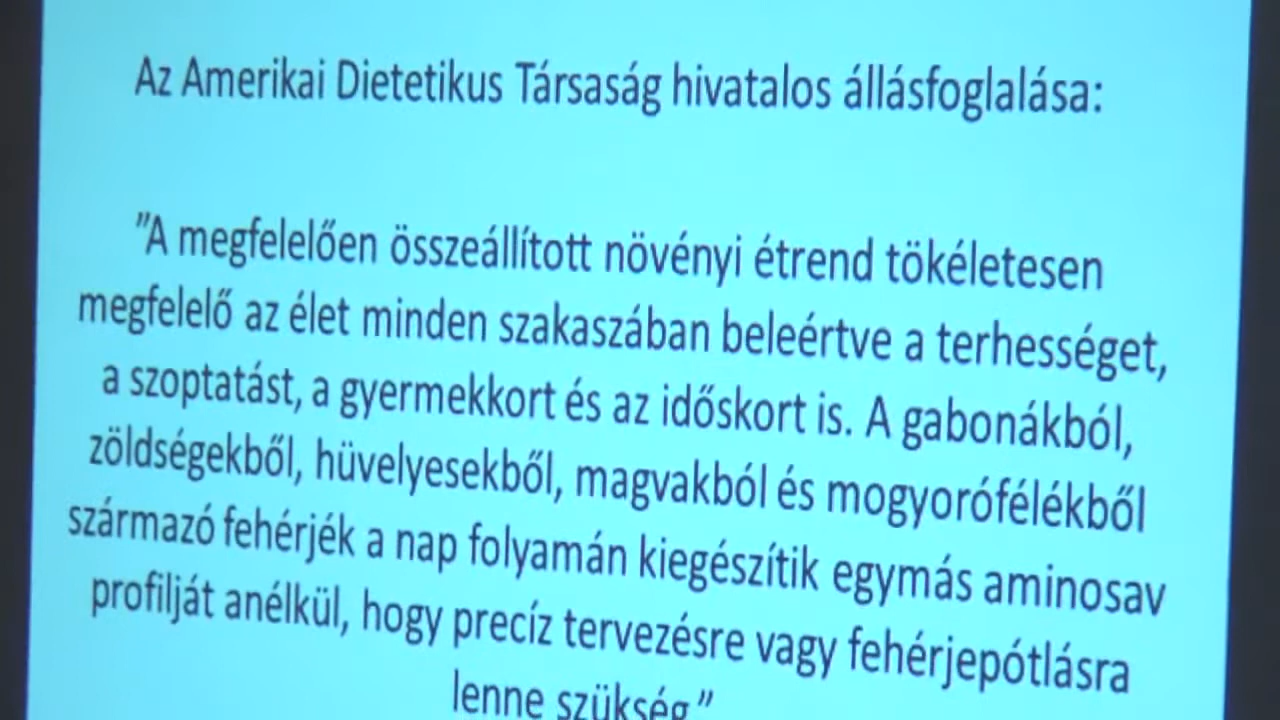 Az Amerikai Dietetikus Társaság hivatalos állásfoglalása:
"A megfelelően összeállított növényi étrend tökéletesen
megfelelő az élet minden szakaszában beleértve a terhességet,
a szoptatást, a gyermekkort és az időskort is. A gabonákból,
zöldségekből, hüvelyesekből, magvakból és mogyorófélékből
származó fehérjék a nap folyamán kiegészítik egymás aminosav
profilját anélkül, hogy precíz tervezésre vagy fehérjepótlásra
lenne szükség."